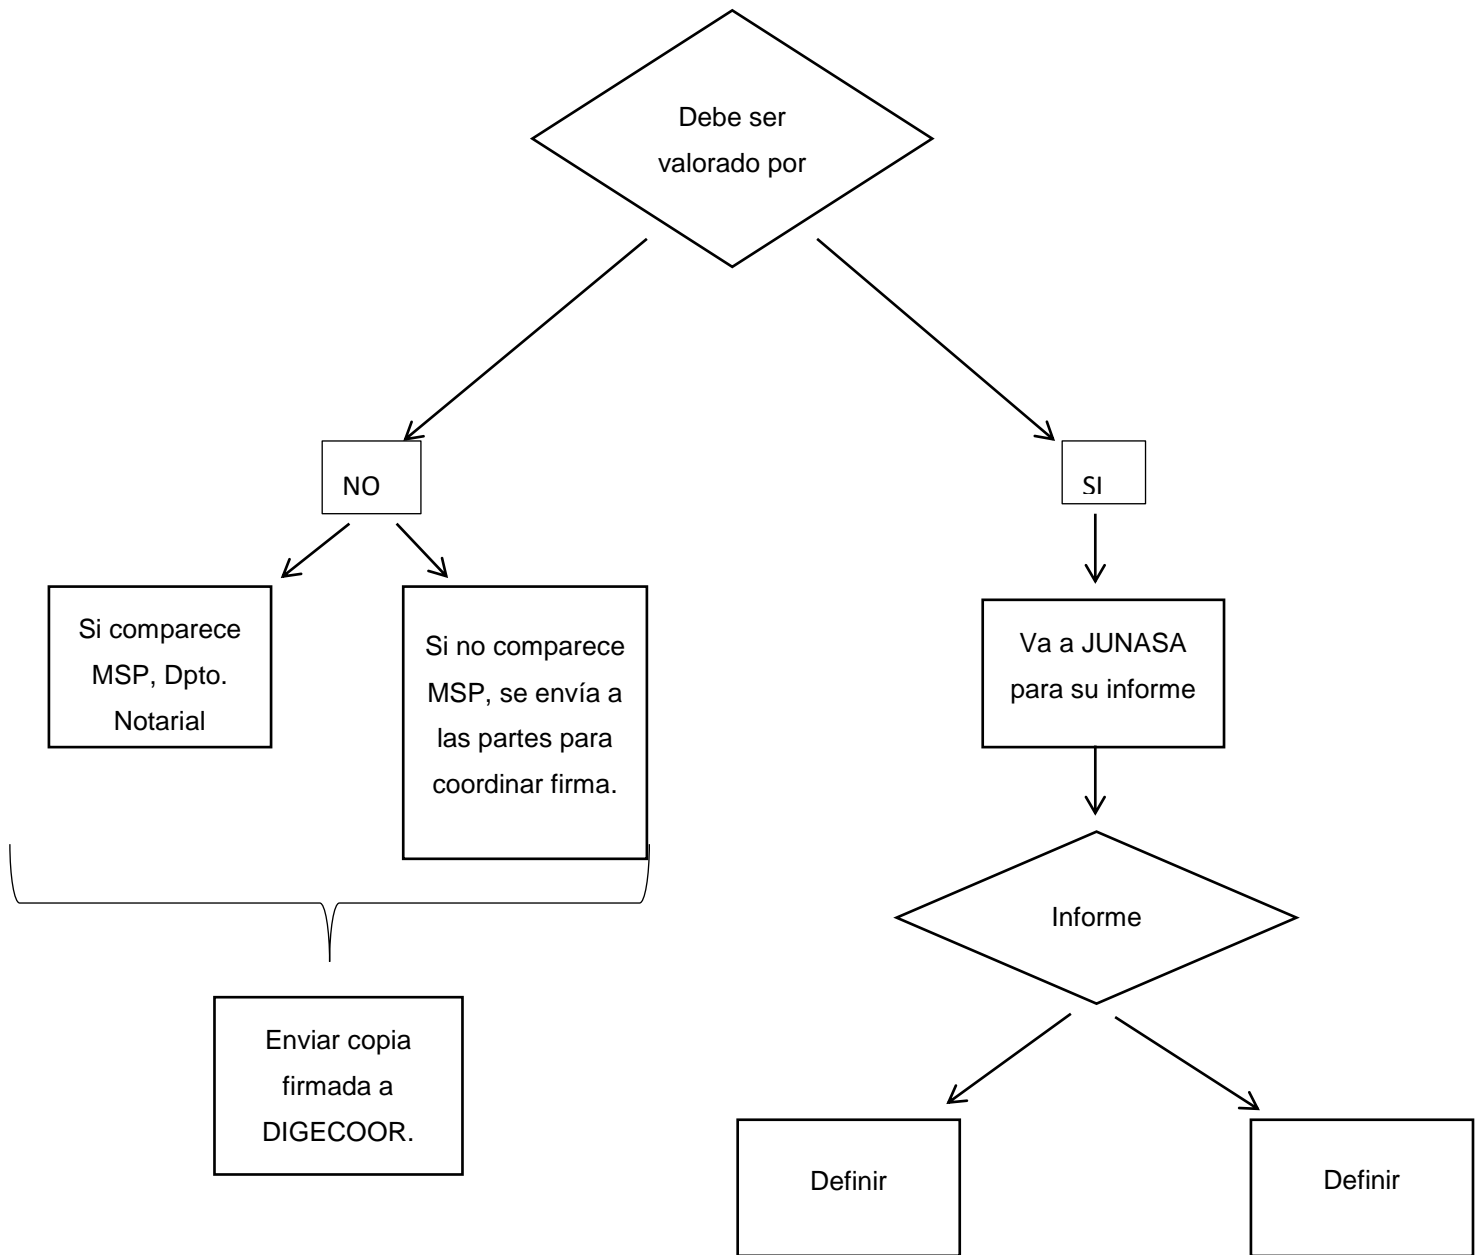 Debe ser
valorado por
NO
SI
Si comparece
MSP, Dpto.
Notarial
Si no comparece
MSP, se envía a
las partes para
coordinar firma.
Va a JUNASA
para su informe
Informe
Enviar copia
firmada a
DIGECOOR.
Definir
Definir